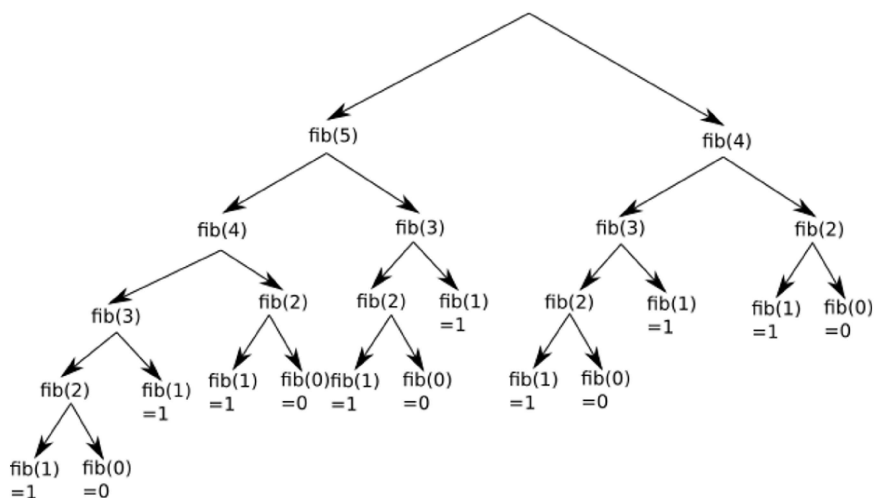 fib(5)
fib(4)
fib(4)
fib(3)
fib(3)
fib(2)
fib(3)
fib(2)
fib(2)
fib(1)
=1
fib(2)
fib(1)
=1
fib(1)
=1
fib(0)
=0
fib(2)
fib(1)
=1
fib(1)
=1
fib(0)
=0
fib(1)
=1
fib(0)
=0
fib(1)
=1
fib(0)
=0
fib(1)
=1
fib(0)
=0